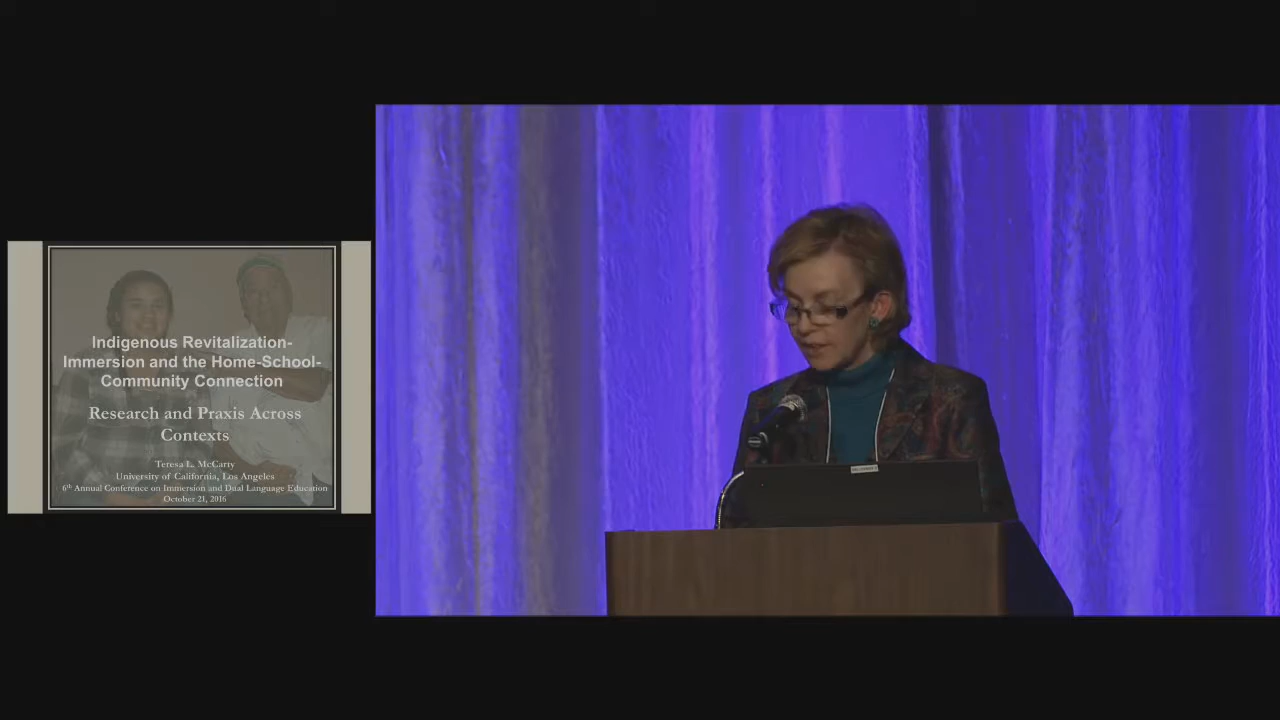 Indigenous Revitalization-
Immersion and the Home-School-
Community Connection
Research and Praxis Across
Contexts
Teresa L. McCarty
University of California, Los Angeles
6th Annual Conference on Immersion and Dual Language Education
October 21, 2016